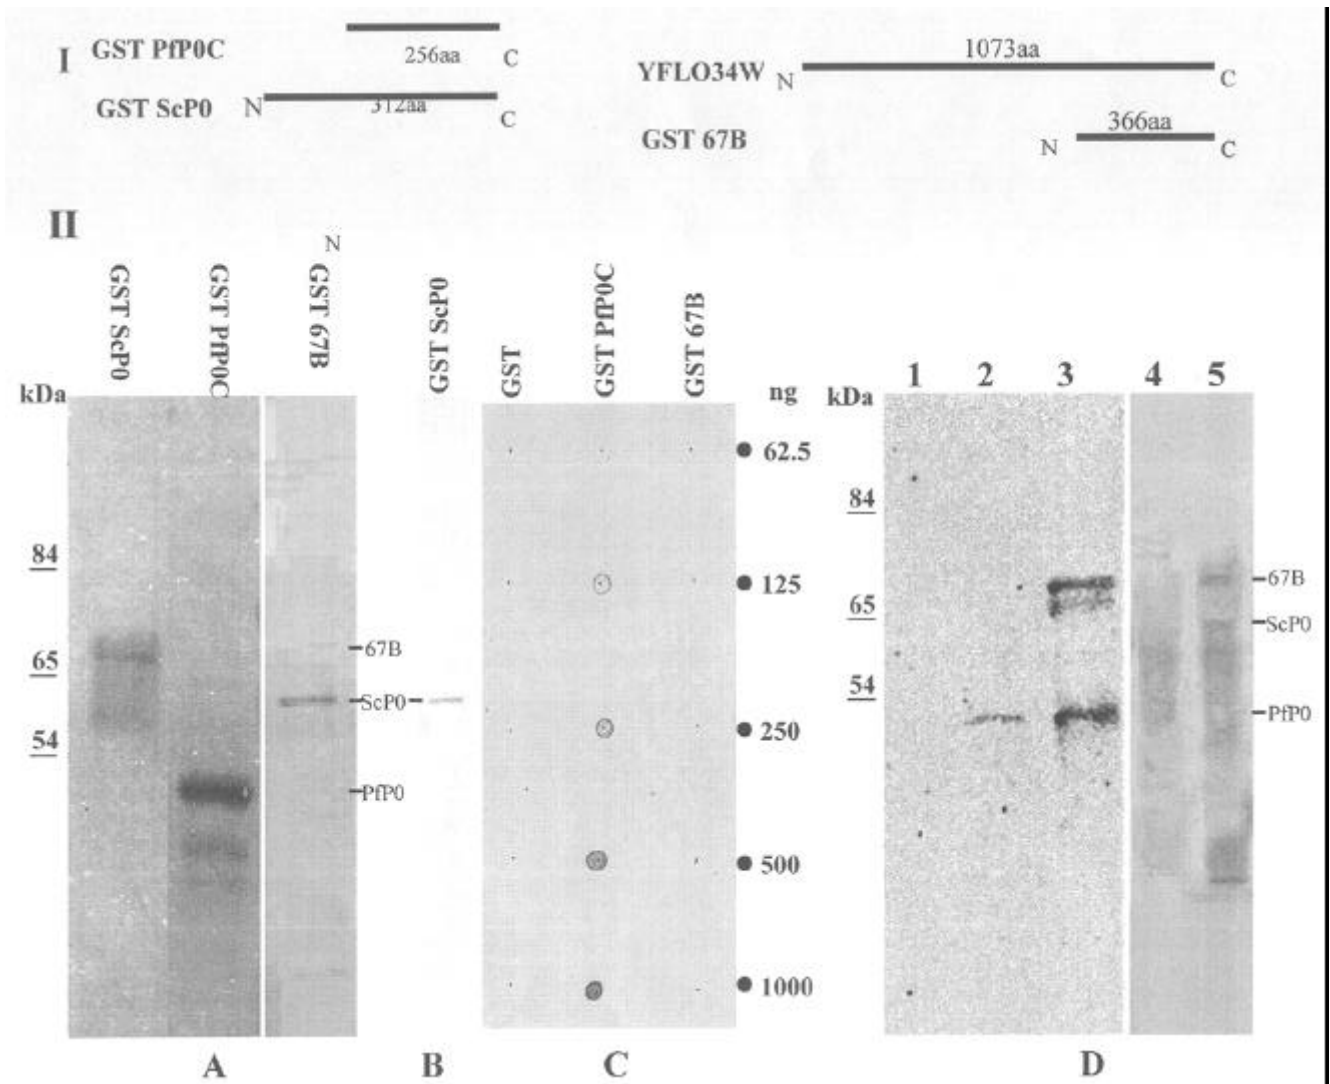 I
GST PfP0C
256aa
C
GST ScP0
N
312aa
C
YFLO34W
N
1073aa
C
GST 67B
N
366aa
C
II
N
GST ScP0
GST PfP0C
GST 67B
GST ScP0
GST
GST PfP0C
GST 67B
kDa
84
65
54
67B
ScP0
PfP0
ng
62.5
125
250
500
1000
kDa
1 2 3 4 5
84
65
54
67B
ScP0
PfP0
A B C D